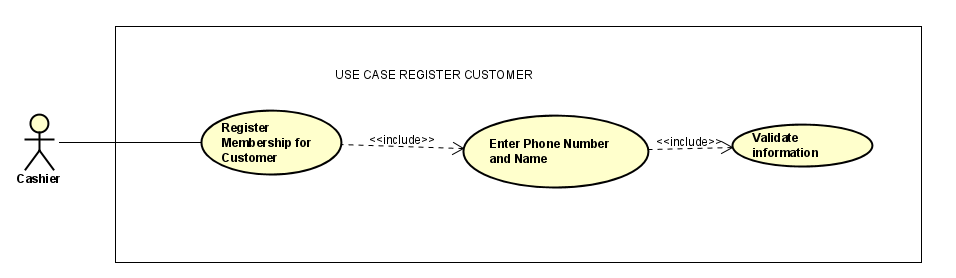 USE CASE REGISTER CUSTOMER
Register
Membership for
Customer
<<include>>
Enter Phone Number
and Name
<<include>>
Validate
information
Cashier